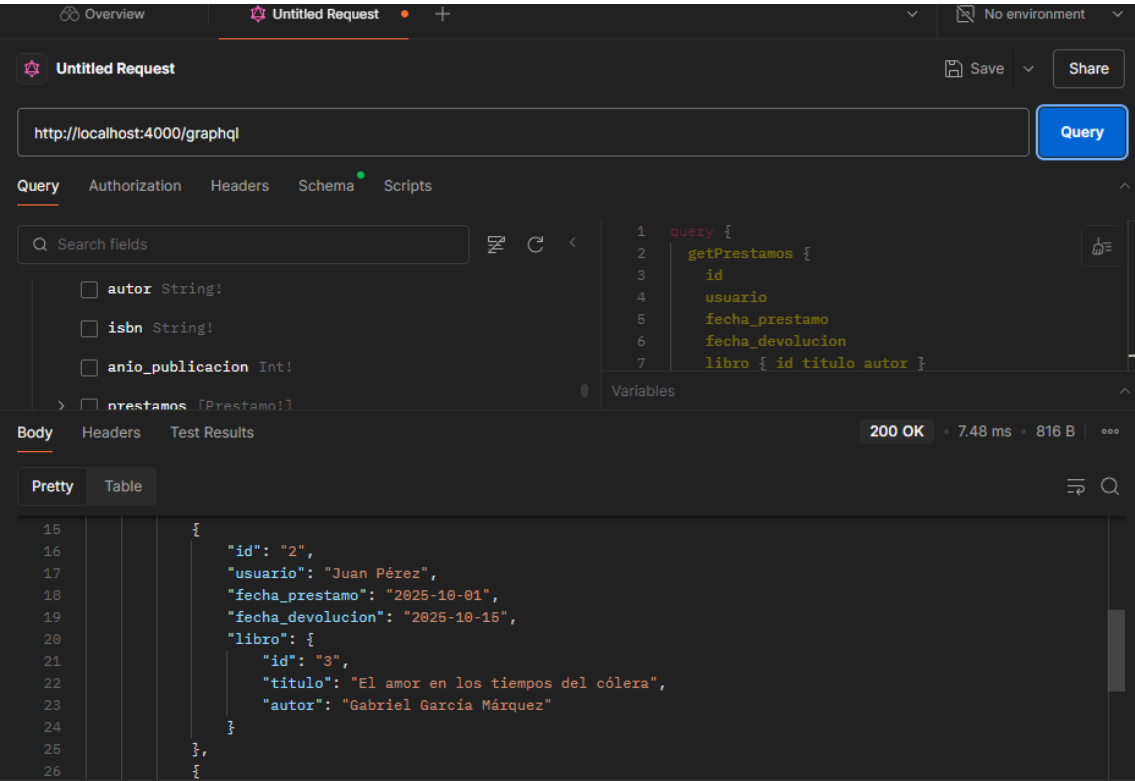 Overview Untitled Request No environment
Untitled Request Save Share
http://localhost:4000/graphql Query
Query Authorization Headers Schema Scripts
Search fields
autor String!
isbn String!
anio_publicacion Int!
prestamos [Prestamo!]
1 query {
2 getPrestamos {
3 id
4 usuario
5 fecha_prestamo
6 fecha_devolucion
7 libro { id titulo autor }
Variables
Body Headers Test Results 200 OK 7.48 ms 816 B
Pretty Table
15 {
16 "id": "2",
17 "usuario": "Juan Pérez",
18 "fecha_prestamo": "2025-10-01",
19 "fecha_devolucion": "2025-10-15",
20 "libro": {
21 "id": "3",
22 "titulo": "El amor en los tiempos del cólera",
23 "autor": "Gabriel García Márquez"
24 }
25 },
26 {